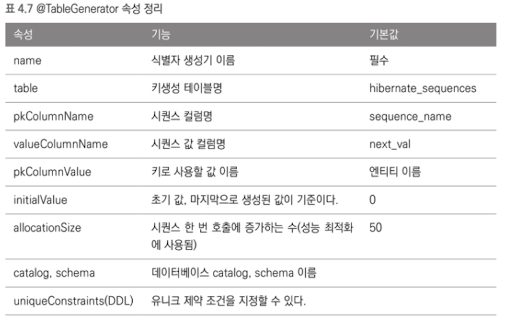 표 4.7 @TableGenerator 속성 정리
속성 기능 기본값
name 식별자 생성기 이름 필수
table 키생성 테이블명 hibernate_sequences
pkColumnName 시퀀스 컬럼명 sequence_name
valueColumnName 시퀀스 값 컬럼명 next_val
pkColumnValue 키로 사용할 값 이름 엔티티 이름
initialValue 초기 값, 마지막으로 생성된 값이 기준이다. 0
allocationSize 시퀀스 한 번 호출에 증가하는 수(성능 최적화 50
에 사용됨)
catalog, schema 데이터베이스 catalog, schema 이름
uniqueConstraints(DDL) 유니크 제약 조건을 지정할 수 있다.